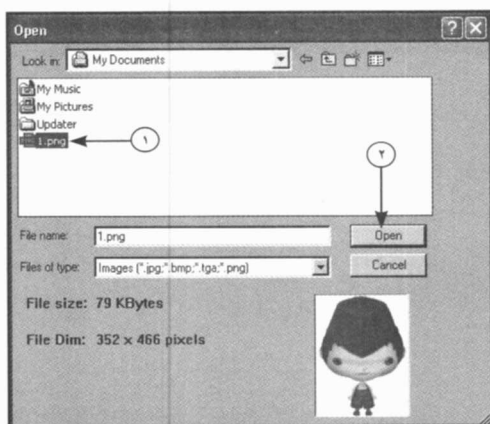 Open
Look in: My Documents
My Music
My Pictures
Updater
1.png
١
٢
File name: 1.png
Open
Files of type: Images (*.jpg;*.bmp;*.tga;*.png)
Cancel
File size: 79 KBytes
File Dim: 352 x 466 pixels